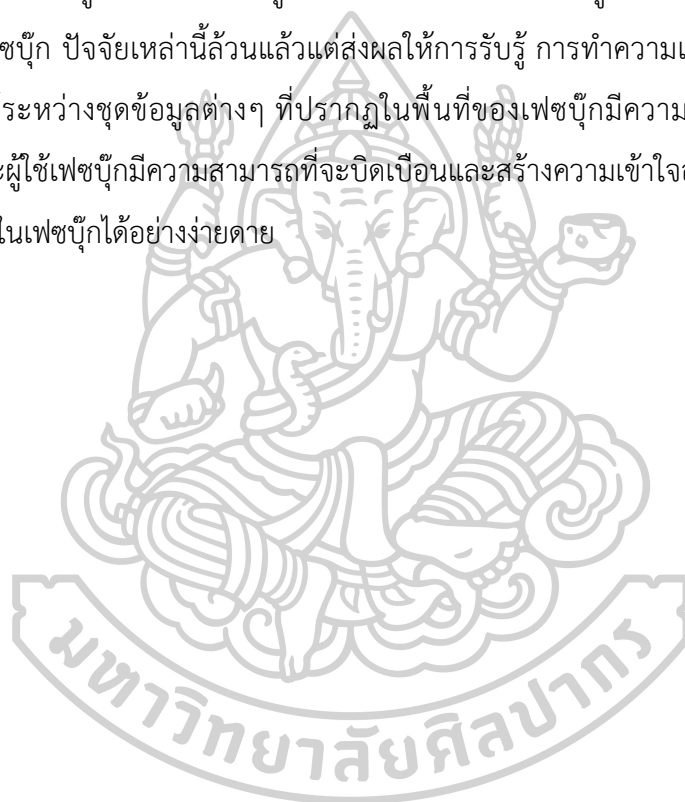 ซบุ๊ก ปัจจัยเหล่านี้ล้วนแล้วแต่ส่งผลให้การรับรู้ การทำความเ
ระหว่างชุดข้อมูลต่างๆ ที่ปรากฏในพื้นที่ของเฟซบุ๊กมีความ
ผู้ใช้เฟซบุ๊กมีความสามารถที่จะบิดเบือนและสร้างความเข้าใจ
ในเฟซบุ๊กได้อย่างง่ายดาย
มหาวิทยาลัยศิลปากร